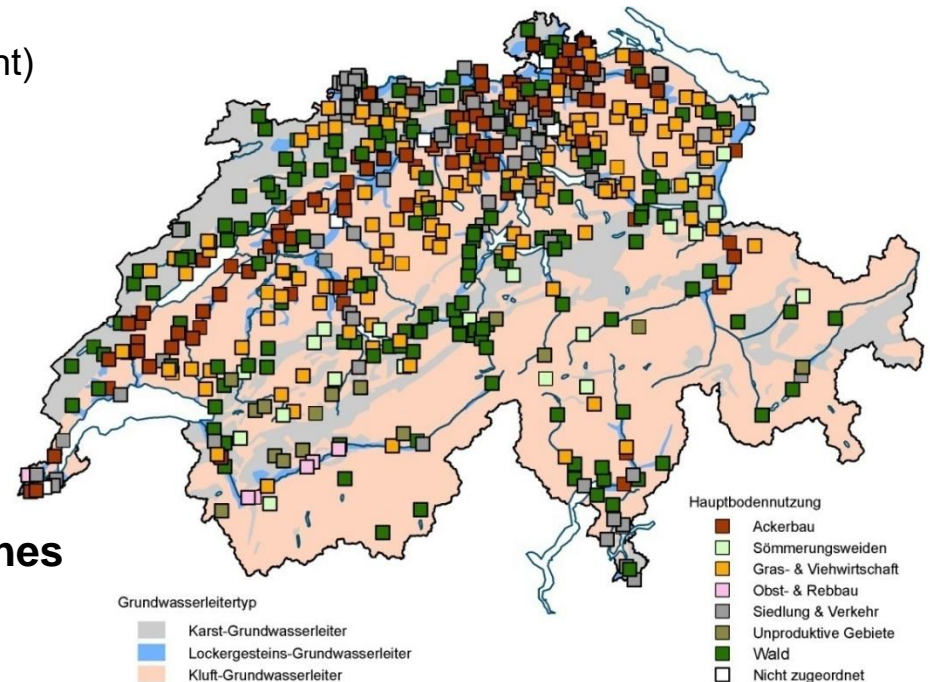 nt)
nes
Grundwasserleitertyp
Karst-Grundwasserleiter
Lockergesteins-Grundwasserleiter
Kluft-Grundwasserleiter
Hauptbodennutzung
Ackerbau
Sömmerungsweiden
Gras- & Viehwirtschaft
Obst- & Rebbau
Siedlung & Verkehr
Unproduktive Gebiete
Wald
Nicht zugeordnet